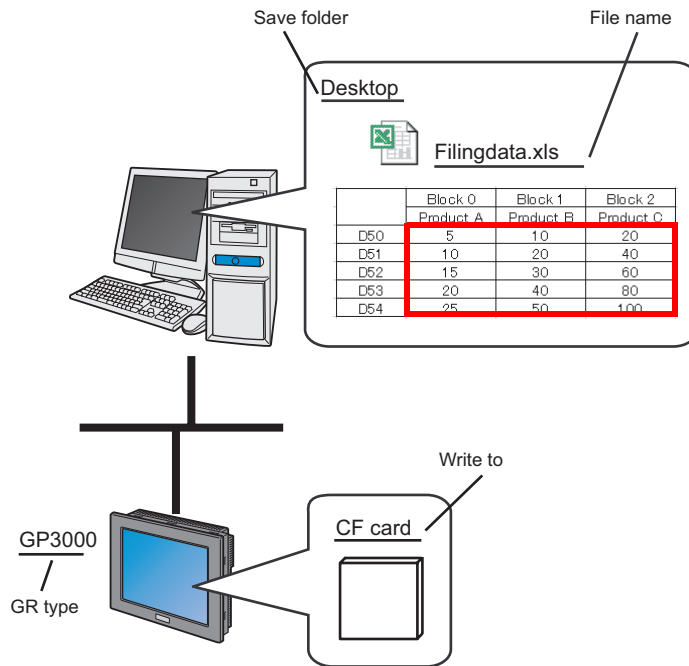 Save folder
File name
Desktop
Filingdata.xls
Block 0 Block 1 Block 2
Product A Product B Product C
D50 5 10 20
D51 10 20 40
D52 15 30 60
D53 20 40 80
D54 25 50 100
Write to
GP3000
CF card
GR type